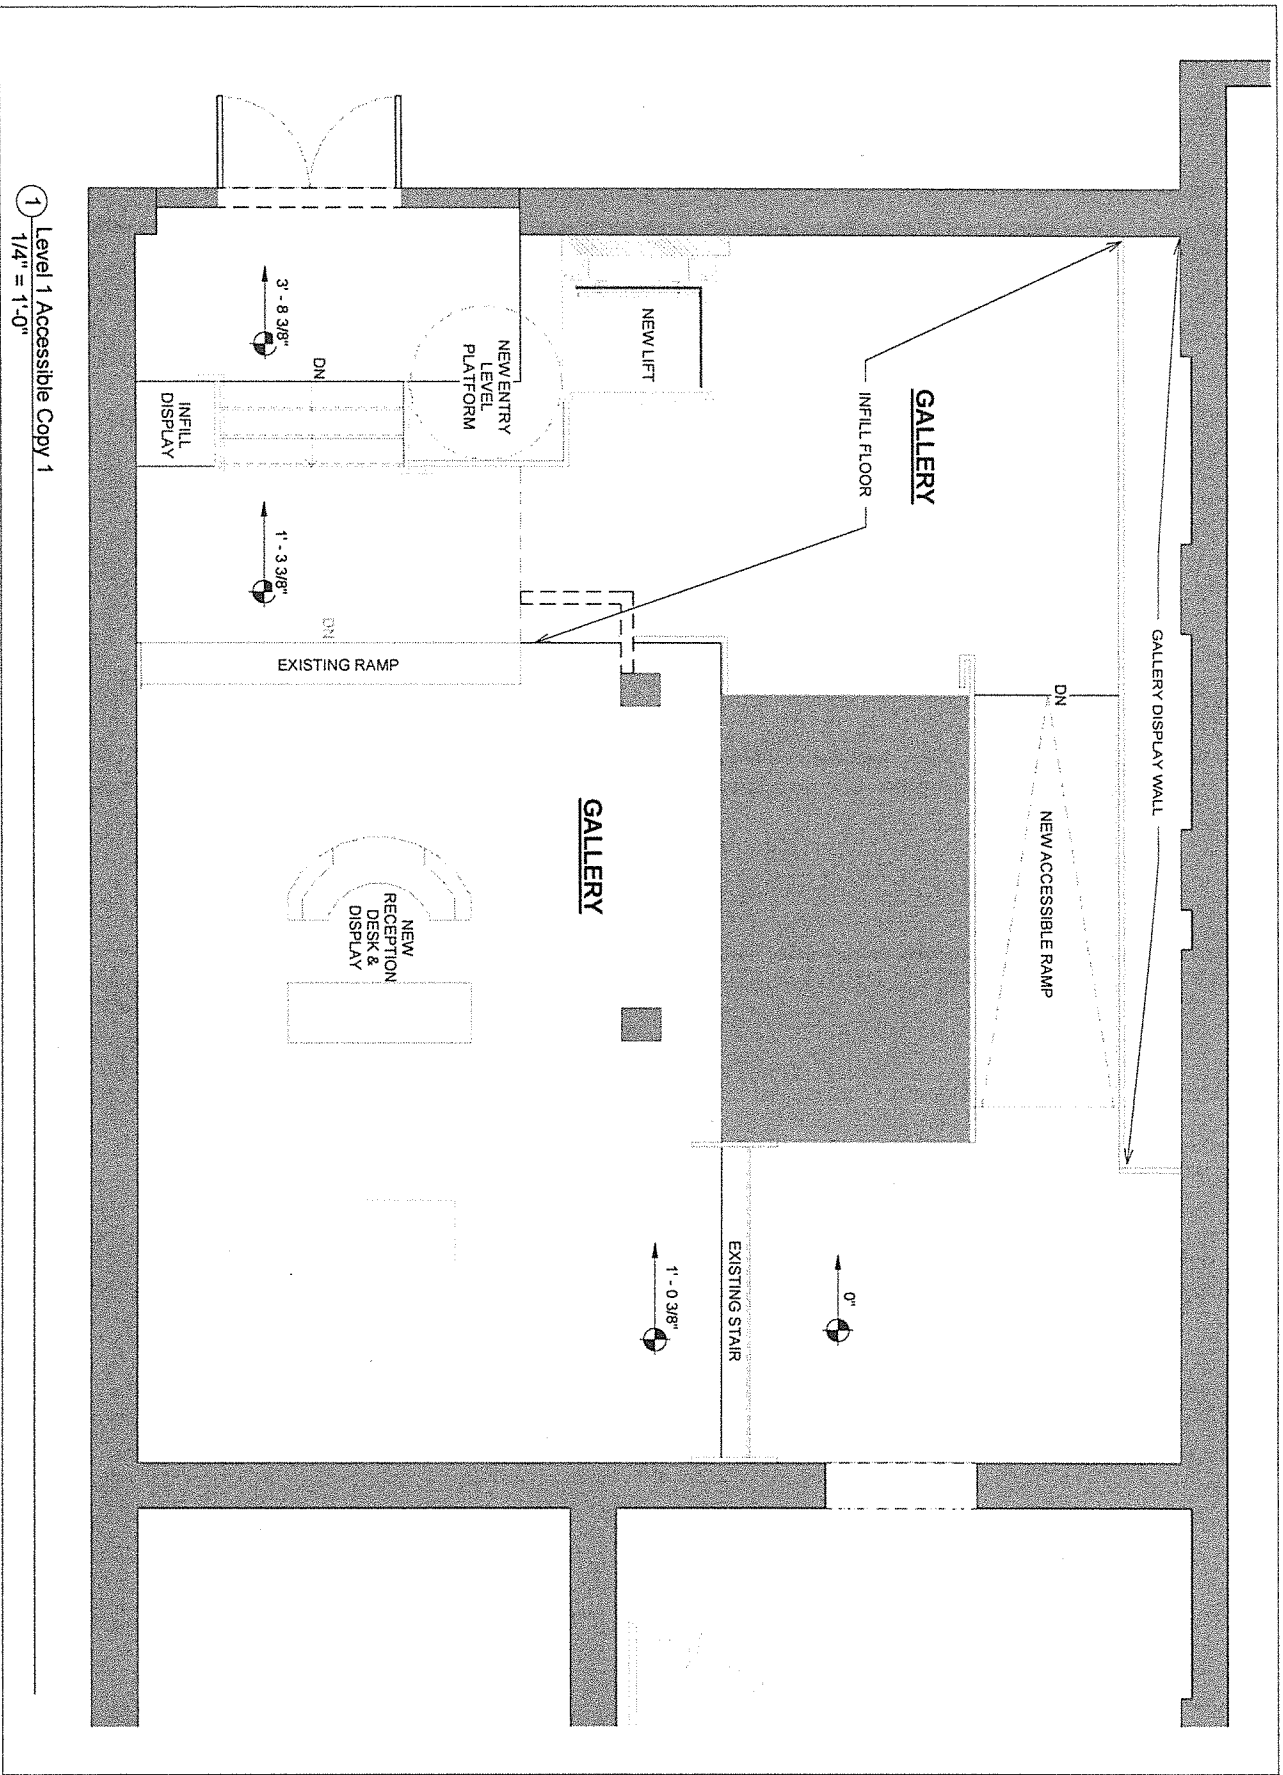 GALLERY DISPLAY WALL
DN
NEW ACCESSIBLE RAMP
GALLERY
INFILL FLOOR
0"
EXISTING STAIR
NEW LIFT
1' - 0 3/8"
GALLERY
NEW ENTRY
LEVEL
PLATFORM
NEW
RECEPTION
DESK &
DISPLAY
DN
DN
EXISTING RAMP
3' - 8 3/8"
1' - 3 3/8"
INFILL
DISPLAY
1
Level 1 Accessible Copy 1
1/4" = 1'-0"